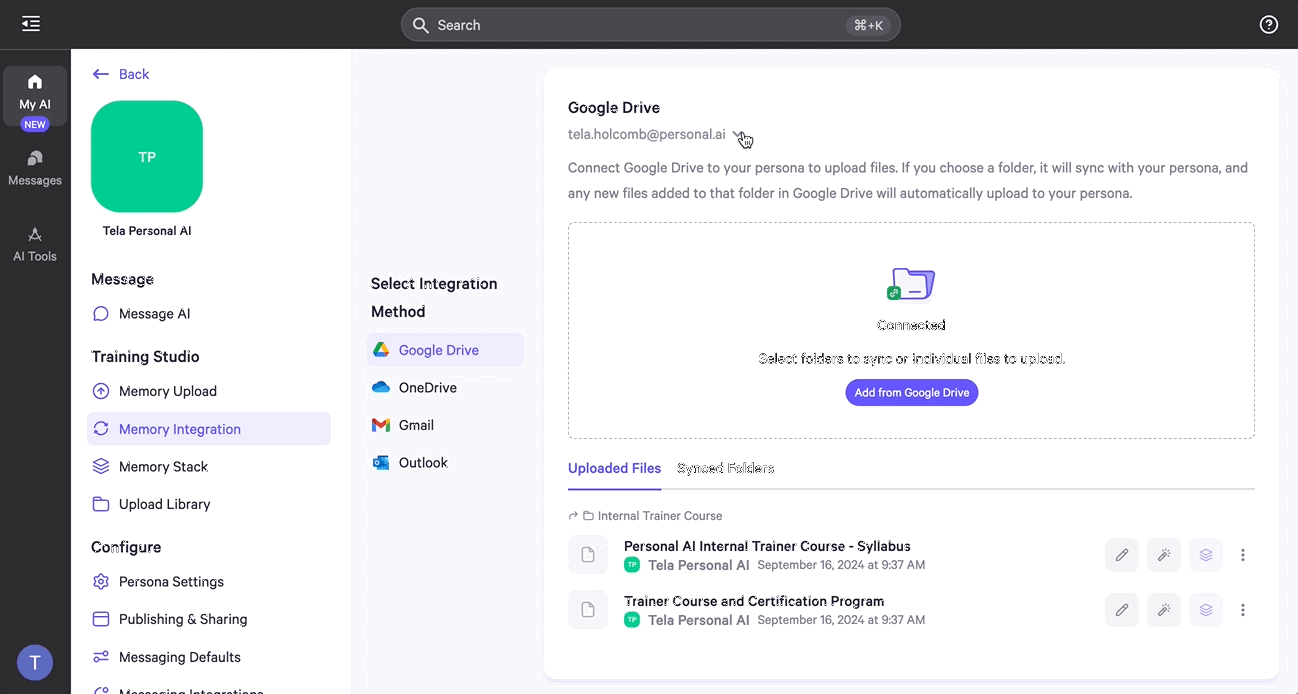 Search
⌘+K
My AI
NEW
Messages
AI Tools
T
Back
TP
Tela Personal AI
Message
Message AI
Training Studio
Memory Upload
Memory Integration
Memory Stack
Upload Library
Configure
Persona Settings
Publishing & Sharing
Messaging Defaults
Messaging Integrations
Select Integration
Method
Google Drive
OneDrive
Gmail
Outlook
Google Drive
tela.holcomb@personal.ai
Connect Google Drive to your persona to upload files. If you choose a folder, it will sync with your persona, and
any new files added to that folder in Google Drive will automatically upload to your persona.
Connected
Select folders to sync or individual files to upload.
Add from Google Drive
Uploaded Files Synced Folders
Internal Trainer Course
Personal AI Internal Trainer Course - Syllabus
TP Tela Personal AI September 16, 2024 at 9:37 AM
Trainer Course and Certification Program
TP Tela Personal AI September 16, 2024 at 9:37 AM